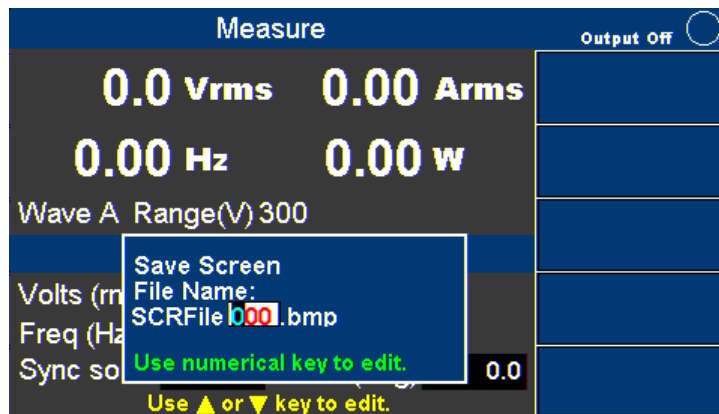 Measure
Output Off
0.0 Vrms 0.00 Arms
0.00 Hz 0.00 W
Wave A Range(V) 300
Save Screen
File Name:
SCRFile 000 .bmp
Use numerical key to edit.
Volts
Freq
Sync
0.0
Use ▲ or ▼ key to edit.